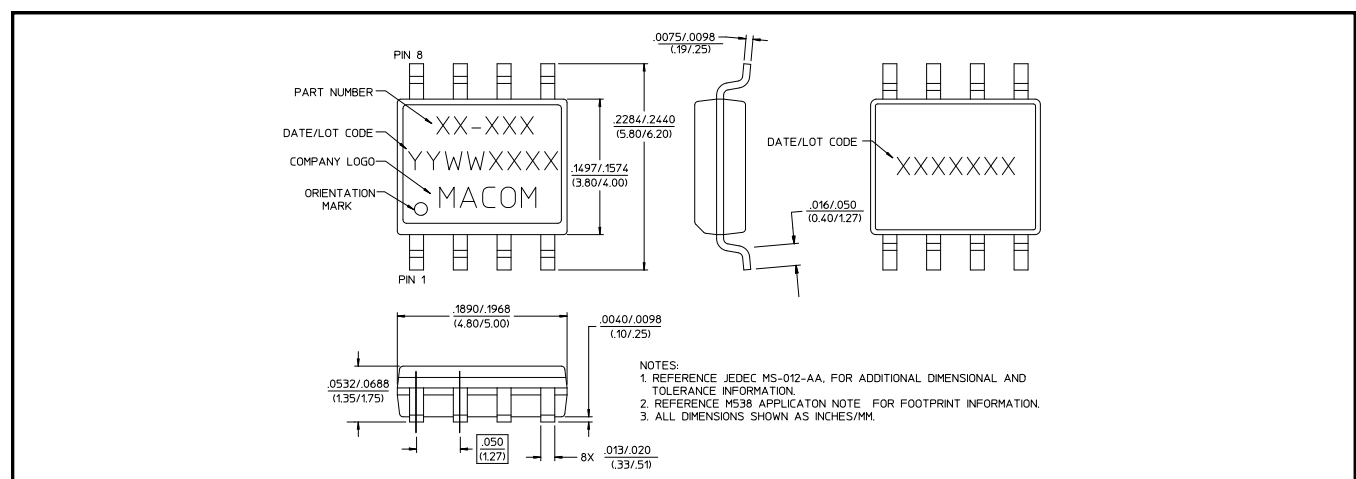 .0075/.0098
(.19/.25)
PIN 8
PART NUMBER
XX-XXX
.2284/.2440
(5.80/6.20)
DATE/LOT CODE
YYWWXXXX
DATE/LOT CODE
XXXXXXX
COMPANY LOGO
.1497/.1574
(3.80/4.00)
MACOM
ORIENTATION
MARK
.016/.050
(0.40/1.27)
PIN 1
.1890/.1968
(4.80/5.00)
.0040/.0098
(.10/.25)
.0532/.0688
(1.35/1.75)
NOTES:
1. REFERENCE JEDEC MS-012-AA, FOR ADDITIONAL DIMENSIONAL AND
TOLERANCE INFORMATION.
2. REFERENCE M538 APPLICATON NOTE FOR FOOTPRINT INFORMATION.
3. ALL DIMENSIONS SHOWN AS INCHES/MM.
.050
(1.27)
8X .013/.020
(.33/.51)